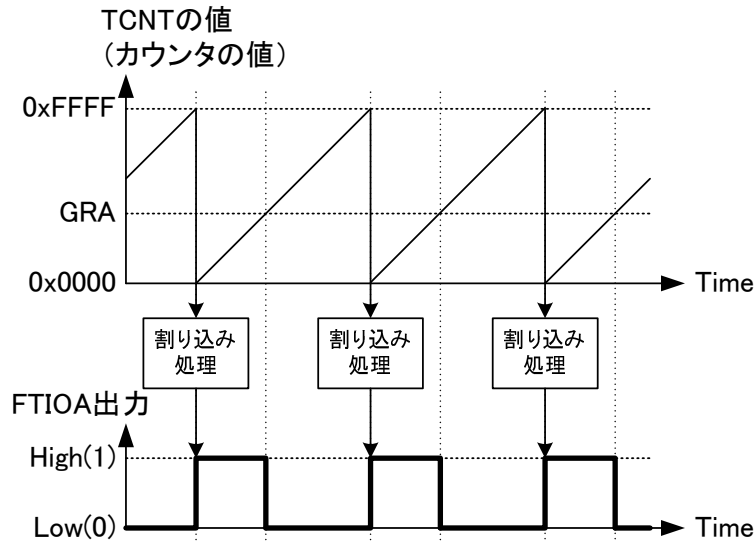 TCNTの値
(カウンタの値)
0xFFFF
GRA
0x0000
Time
割り込み
処理
割り込み
処理
割り込み
処理
FTIOA出力
High(1)
Low(0)
Time